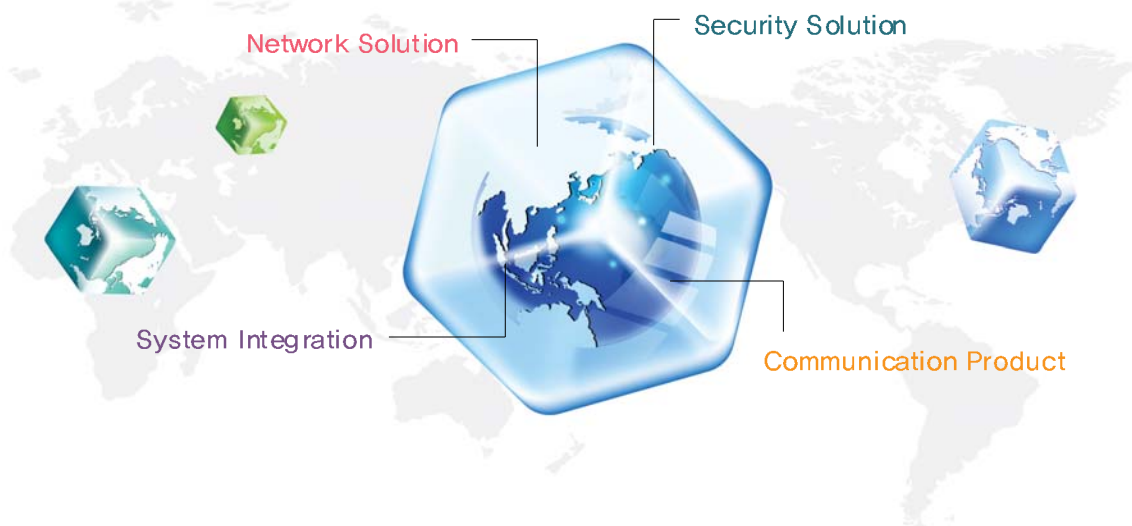 Network Solution
Security Solution
System Integration
Communication Product